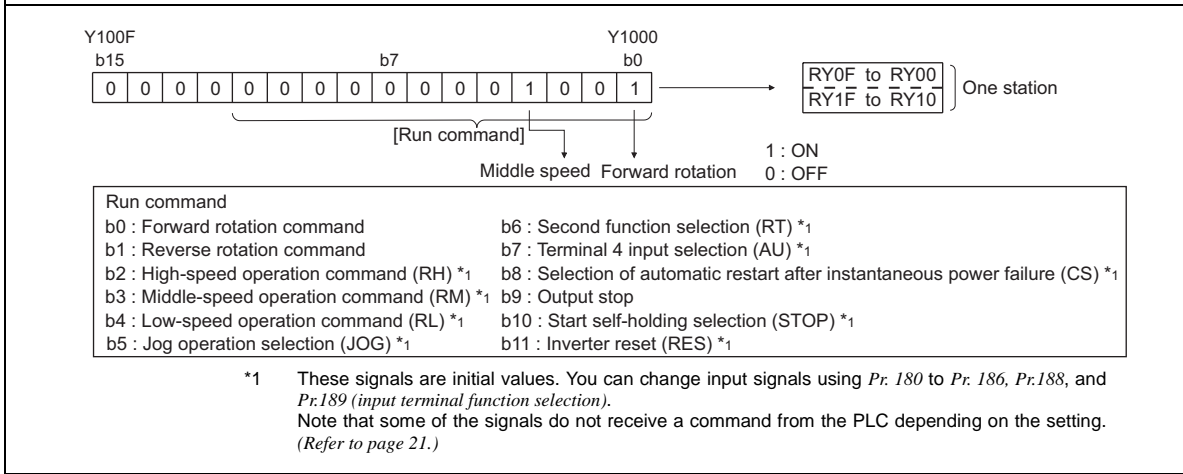 Y100F Y1000
b15 b7 b0
0 0 0 0 0 0 0 0 0 0 0 0 1 0 0 1
RY0F to RY00
RY1F to RY10
One station
[Run command]
Middle speed Forward rotation
1 : ON
0 : OFF
Run command
b0 : Forward rotation command
b1 : Reverse rotation command
b2 : High-speed operation command (RH) *1
b3 : Middle-speed operation command (RM) *1
b4 : Low-speed operation command (RL) *1
b5 : Jog operation selection (JOG) *1
b6 : Second function selection (RT) *1
b7 : Terminal 4 input selection (AU) *1
b8 : Selection of automatic restart after instantaneous power failure (CS) *1
b9 : Output stop
b10 : Start self-holding selection (STOP) *1
b11 : Inverter reset (RES) *1
*1 These signals are initial values. You can change input signals using Pr. 180 to Pr. 186, Pr.188, and
Pr.189 (input terminal function selection).
Note that some of the signals do not receive a command from the PLC depending on the setting.
(Refer to page 21.)